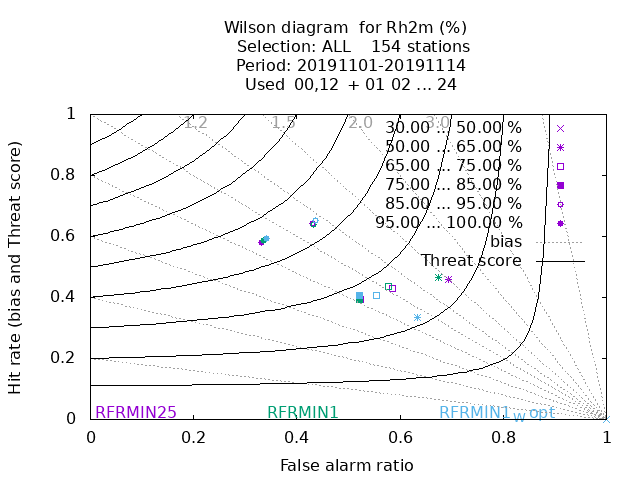 Wilson diagram  for Rh2m (%)
Selection: ALL    154 stations
Period: 20191101-20191114
Used  00,12  + 01 02 ... 24
1.2 1.5 2.0 3.0
30.00 ... 50.00 %
50.00 ... 65.00 %
65.00 ... 75.00 %
75.00 ... 85.00 %
85.00 ... 95.00 %
95.00 ... 100.00 %
bias
Threat score
1
0.8
0.6
0.4
0.2
0
Hit rate (bias and Threat score)
RFRMIN25 RFRMIN1 RFRMIN1_w_opt
0 0.2 0.4 0.6 0.8 1
False alarm ratio